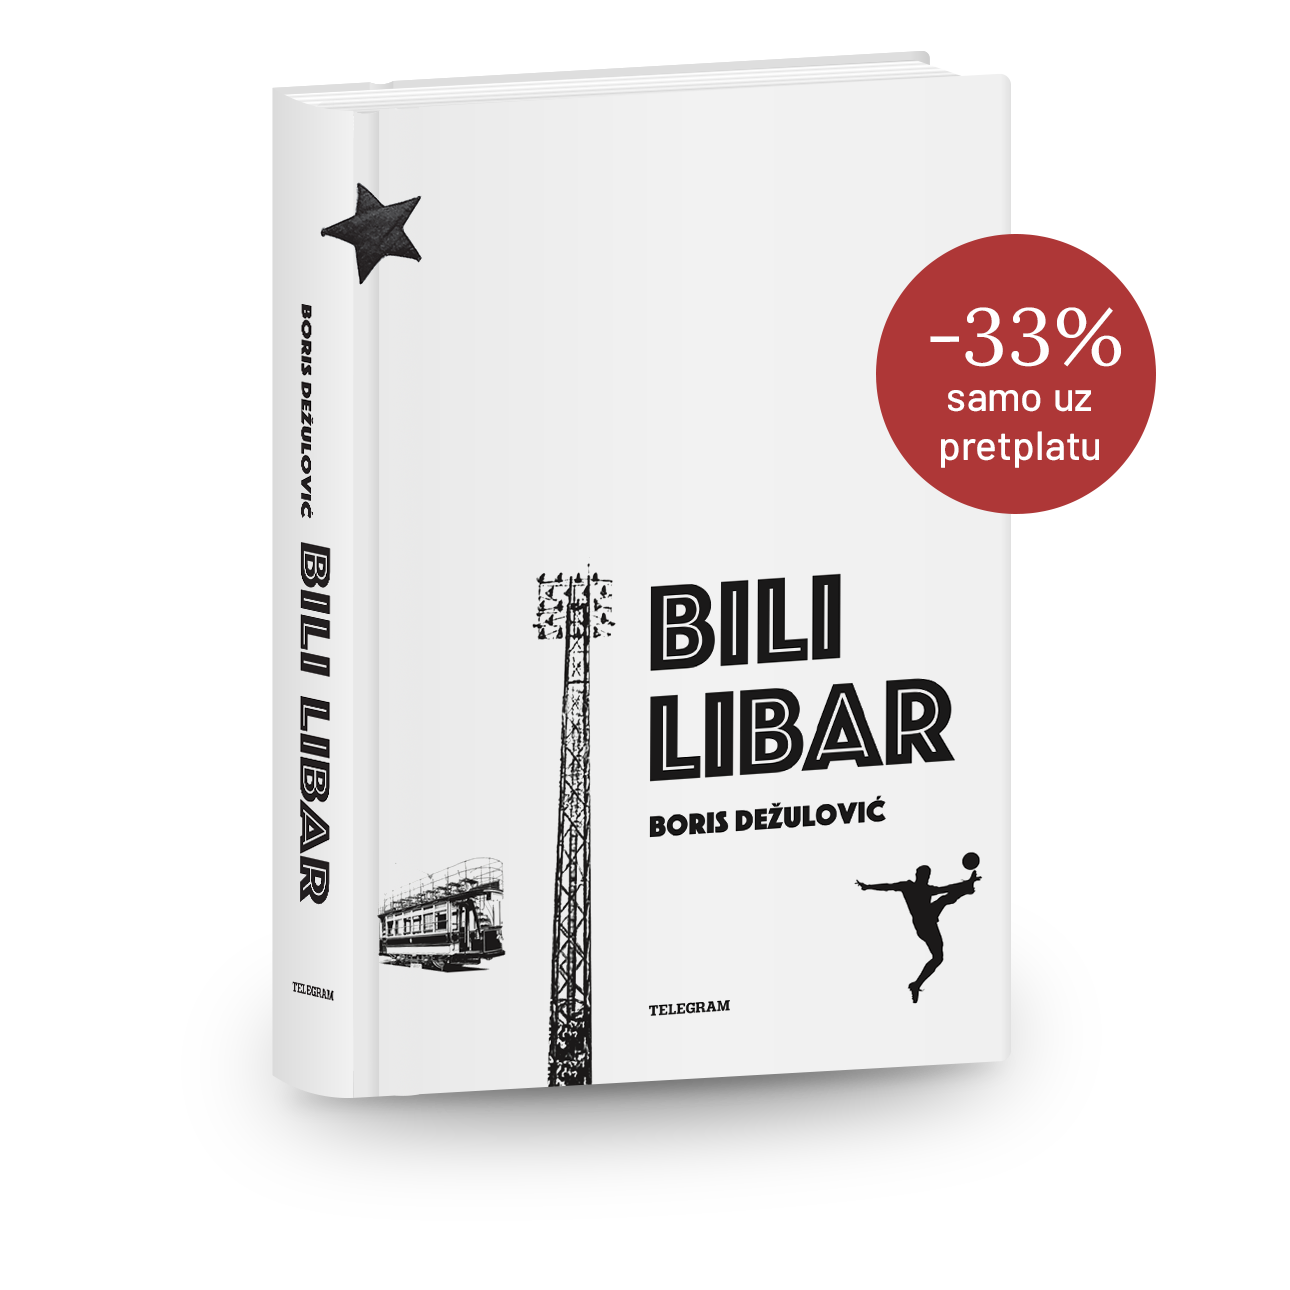 BORIS DEŽULOVIĆ
BILI LIBAR
TELEGRAM
BILI
LIBAR
BORIS DEŽULOVIĆ
TELEGRAM
-33%
samo uz
pretplatu